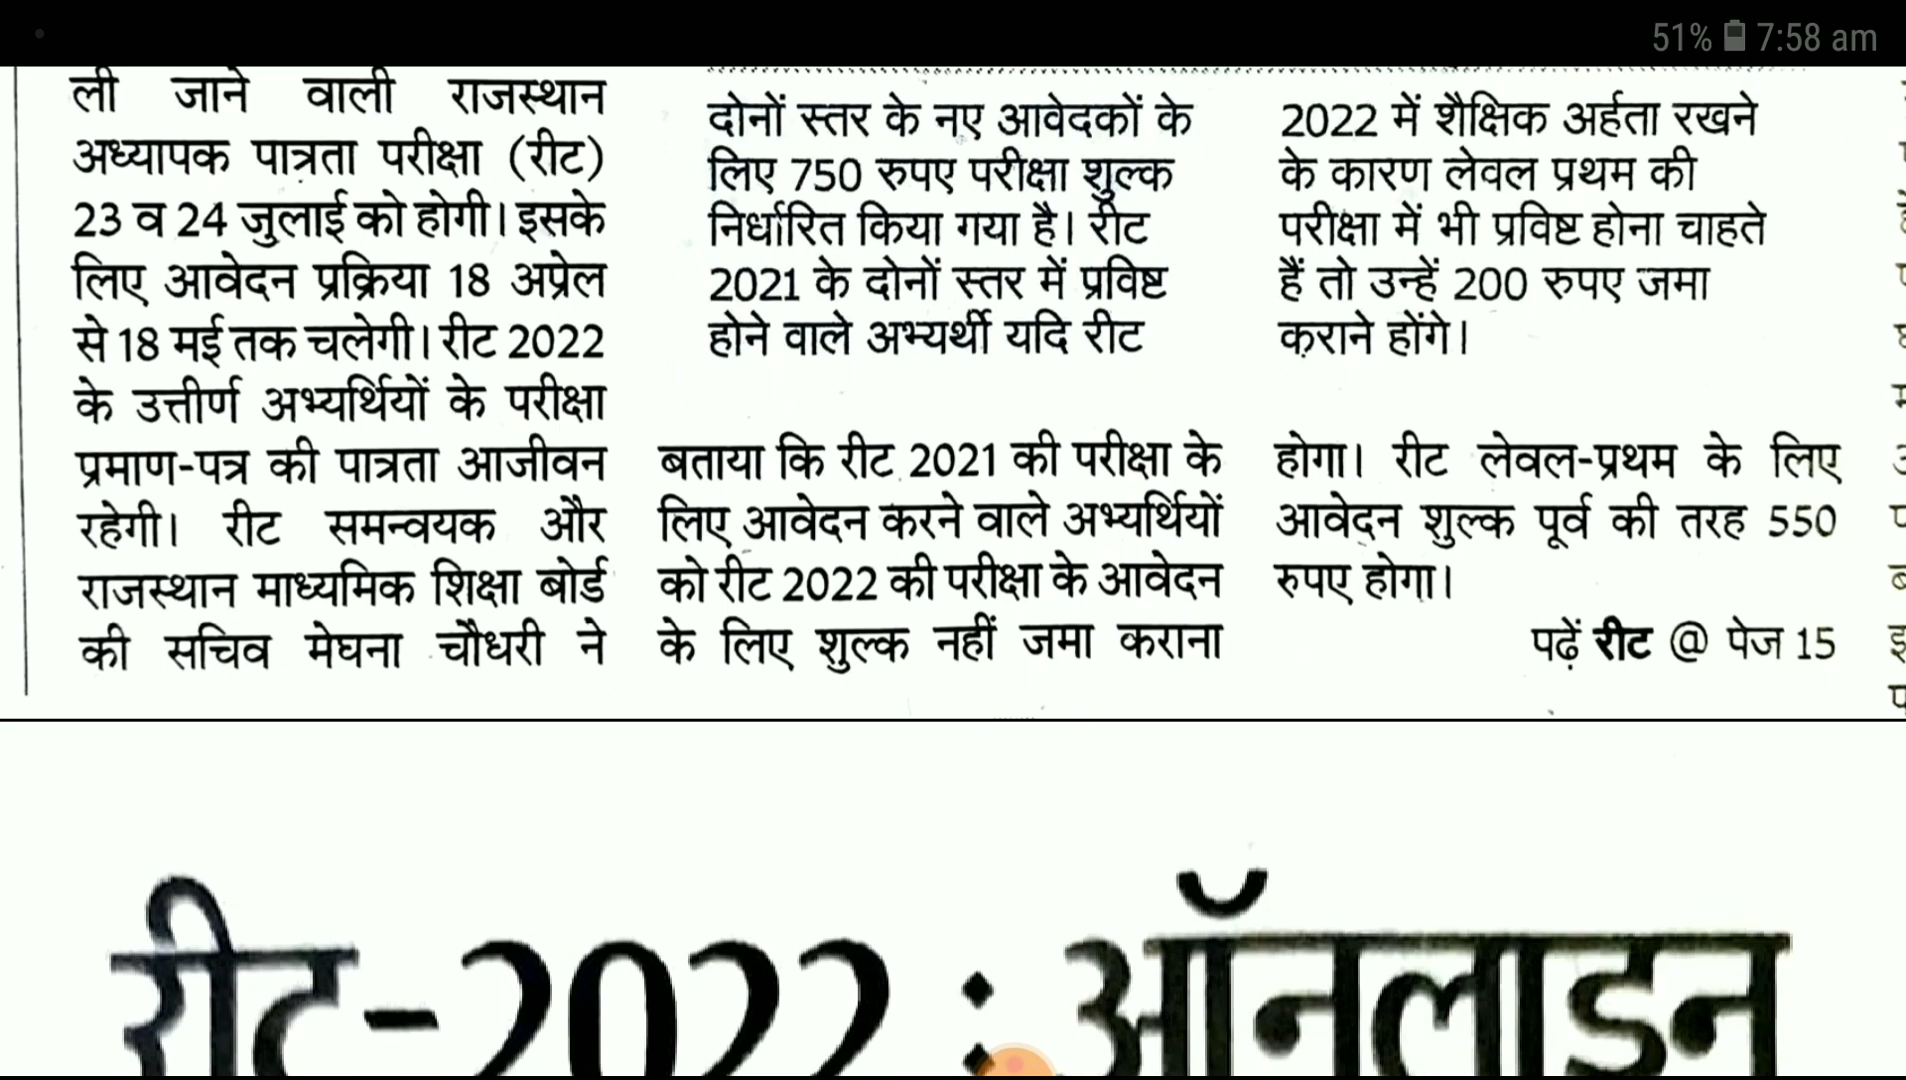 51% 7:58 am
ली जाने वाली राजस्थान
अध्यापक पात्रता परीक्षा (रीट)
23 व 24 जुलाई को होगी। इसके
लिए आवेदन प्रक्रिया 18 अप्रेल
से 18 मई तक चलेगी। रीट 2022
के उत्तीर्ण अभ्यर्थियों के परीक्षा
प्रमाण-पत्र की पात्रता आजीवन
रहेगी। रीट समन्वयक और
राजस्थान माध्यमिक शिक्षा बोर्ड
की सचिव मेघना चौधरी ने
दोनों स्तर के नए आवेदकों के
लिए 750 रुपए परीक्षा शुल्क
निर्धारित किया गया है। रीट
2021 के दोनों स्तर में प्रविष्ट
होने वाले अभ्यर्थी यदि रीट
2022 में शैक्षिक अर्हता रखने
के कारण लेवल प्रथम की
परीक्षा में भी प्रविष्ट होना चाहते
हैं तो उन्हें 200 रुपए जमा
कराने होंगे।
बताया कि रीट 2021 की परीक्षा के
लिए आवेदन करने वाले अभ्यर्थियों
को रीट 2022 की परीक्षा के आवेदन
के लिए शुल्क नहीं जमा कराना
होगा। रीट लेवल-प्रथम के लिए
आवेदन शुल्क पूर्व की तरह 550
रुपए होगा।
पढ़ें रीट @ पेज 15
रीट-2022 : ऑनलाइन